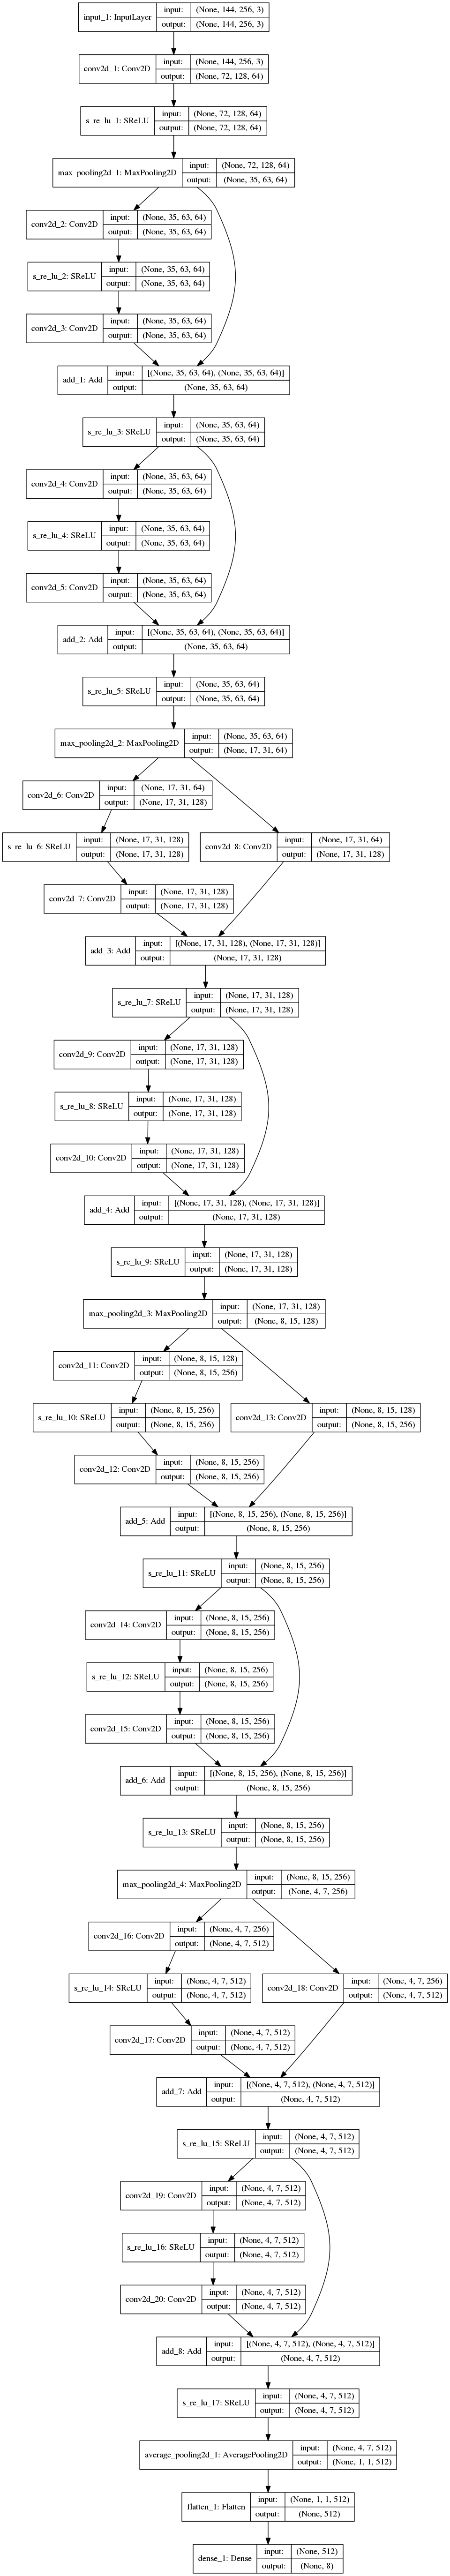 input_1: InputLayer input: (None, 144, 256, 3)
output: (None, 144, 256, 3)
conv2d_1: Conv2D input: (None, 144, 256, 3)
output: (None, 72, 128, 64)
s_re_lu_1: SReLU input: (None, 72, 128, 64)
output: (None, 72, 128, 64)
max_pooling2d_1: MaxPooling2D input: (None, 72, 128, 64)
output: (None, 35, 63, 64)
conv2d_2: Conv2D input: (None, 35, 63, 64)
output: (None, 35, 63, 64)
s_re_lu_2: SReLU input: (None, 35, 63, 64)
output: (None, 35, 63, 64)
conv2d_3: Conv2D input: (None, 35, 63, 64)
output: (None, 35, 63, 64)
add_1: Add input: [(None, 35, 63, 64), (None, 35, 63, 64)]
output: (None, 35, 63, 64)
s_re_lu_3: SReLU input: (None, 35, 63, 64)
output: (None, 35, 63, 64)
conv2d_4: Conv2D input: (None, 35, 63, 64)
output: (None, 35, 63, 64)
s_re_lu_4: SReLU input: (None, 35, 63, 64)
output: (None, 35, 63, 64)
conv2d_5: Conv2D input: (None, 35, 63, 64)
output: (None, 35, 63, 64)
add_2: Add input: [(None, 35, 63, 64), (None, 35, 63, 64)]
output: (None, 35, 63, 64)
s_re_lu_5: SReLU input: (None, 35, 63, 64)
output: (None, 35, 63, 64)
max_pooling2d_2: MaxPooling2D input: (None, 35, 63, 64)
output: (None, 17, 31, 64)
conv2d_6: Conv2D input: (None, 17, 31, 64)
output: (None, 17, 31, 128)
s_re_lu_6: SReLU input: (None, 17, 31, 128)
output: (None, 17, 31, 128)
conv2d_8: Conv2D input: (None, 17, 31, 64)
output: (None, 17, 31, 128)
conv2d_7: Conv2D input: (None, 17, 31, 128)
output: (None, 17, 31, 128)
add_3: Add input: [(None, 17, 31, 128), (None, 17, 31, 128)]
output: (None, 17, 31, 128)
s_re_lu_7: SReLU input: (None, 17, 31, 128)
output: (None, 17, 31, 128)
conv2d_9: Conv2D input: (None, 17, 31, 128)
output: (None, 17, 31, 128)
s_re_lu_8: SReLU input: (None, 17, 31, 128)
output: (None, 17, 31, 128)
conv2d_10: Conv2D input: (None, 17, 31, 128)
output: (None, 17, 31, 128)
add_4: Add input: [(None, 17, 31, 128), (None, 17, 31, 128)]
output: (None, 17, 31, 128)
s_re_lu_9: SReLU input: (None, 17, 31, 128)
output: (None, 17, 31, 128)
max_pooling2d_3: MaxPooling2D input: (None, 17, 31, 128)
output: (None, 8, 15, 128)
conv2d_11: Conv2D input: (None, 8, 15, 128)
output: (None, 8, 15, 256)
s_re_lu_10: SReLU input: (None, 8, 15, 256)
output: (None, 8, 15, 256)
conv2d_13: Conv2D input: (None, 8, 15, 128)
output: (None, 8, 15, 256)
conv2d_12: Conv2D input: (None, 8, 15, 256)
output: (None, 8, 15, 256)
add_5: Add input: [(None, 8, 15, 256), (None, 8, 15, 256)]
output: (None, 8, 15, 256)
s_re_lu_11: SReLU input: (None, 8, 15, 256)
output: (None, 8, 15, 256)
conv2d_14: Conv2D input: (None, 8, 15, 256)
output: (None, 8, 15, 256)
s_re_lu_12: SReLU input: (None, 8, 15, 256)
output: (None, 8, 15, 256)
conv2d_15: Conv2D input: (None, 8, 15, 256)
output: (None, 8, 15, 256)
add_6: Add input: [(None, 8, 15, 256), (None, 8, 15, 256)]
output: (None, 8, 15, 256)
s_re_lu_13: SReLU input: (None, 8, 15, 256)
output: (None, 8, 15, 256)
max_pooling2d_4: MaxPooling2D input: (None, 8, 15, 256)
output: (None, 4, 7, 256)
conv2d_16: Conv2D input: (None, 4, 7, 256)
output: (None, 4, 7, 512)
s_re_lu_14: SReLU input: (None, 4, 7, 512)
output: (None, 4, 7, 512)
conv2d_18: Conv2D input: (None, 4, 7, 256)
output: (None, 4, 7, 512)
conv2d_17: Conv2D input: (None, 4, 7, 512)
output: (None, 4, 7, 512)
add_7: Add input: [(None, 4, 7, 512), (None, 4, 7, 512)]
output: (None, 4, 7, 512)
s_re_lu_15: SReLU input: (None, 4, 7, 512)
output: (None, 4, 7, 512)
conv2d_19: Conv2D input: (None, 4, 7, 512)
output: (None, 4, 7, 512)
s_re_lu_16: SReLU input: (None, 4, 7, 512)
output: (None, 4, 7, 512)
conv2d_20: Conv2D input: (None, 4, 7, 512)
output: (None, 4, 7, 512)
add_8: Add input: [(None, 4, 7, 512), (None, 4, 7, 512)]
output: (None, 4, 7, 512)
s_re_lu_17: SReLU input: (None, 4, 7, 512)
output: (None, 4, 7, 512)
average_pooling2d_1: AveragePooling2D input: (None, 4, 7, 512)
output: (None, 1, 1, 512)
flatten_1: Flatten input: (None, 1, 1, 512)
output: (None, 512)
dense_1: Dense input: (None, 512)
output: (None, 8)